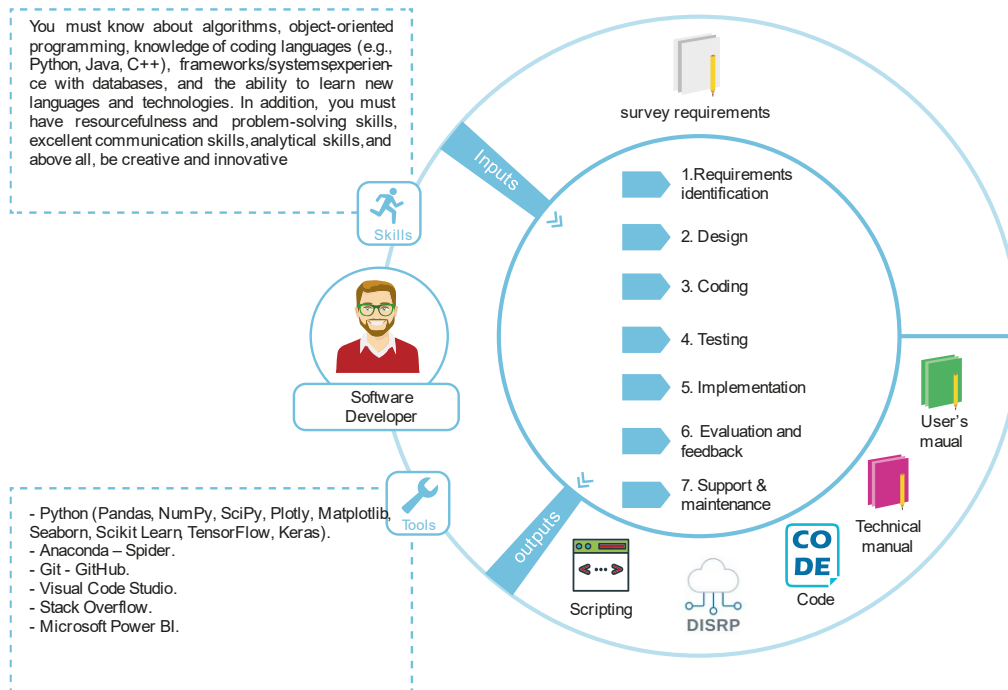 You must know about algorithms, object-oriented
programming, knowledge of coding languages (e.g.,
Python, Java, C++), frameworks/systems,experien-
ce with databases, and the ability to learn new
languages and technologies. In addition, you must
have resourcefulness and problem-solving skills,
excellent communication skills, analytical skills, and
above all, be creative and innovative
Skills
Software
Developer
Tools
- Python (Pandas, NumPy, SciPy, Plotly, Matplotlib,
Seaborn, Scikit Learn, TensorFlow, Keras).
- Anaconda – Spider.
- Git - GitHub.
- Visual Code Studio.
- Stack Overflow.
- Microsoft Power BI.
Inputs
survey requirements
1.Requirements
identification
2. Design
3. Coding
4. Testing
5. Implementation
6. Evaluation and
feedback
7. Support &
maintenance
outputs
<...>
Scripting
DISRP
CO
DE
Code
Technical
manual
User's
maual